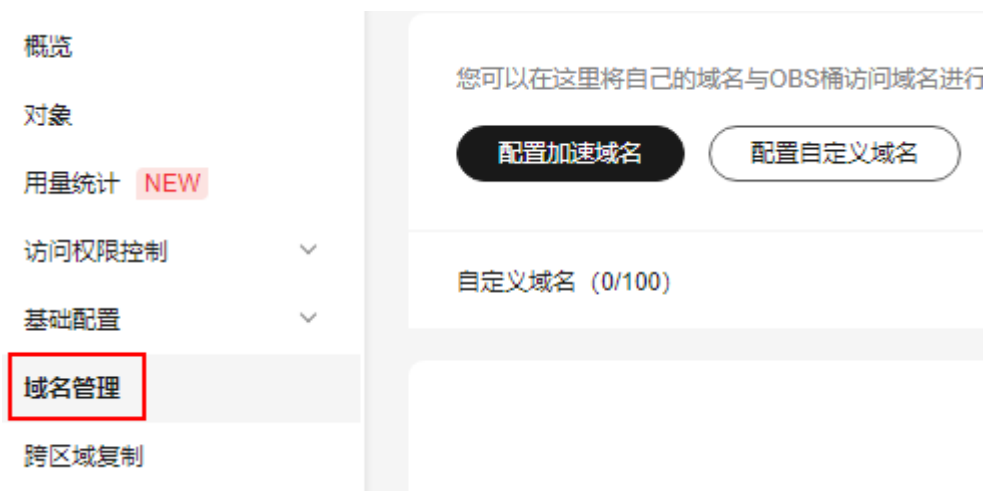 概览
对象
用量统计 NEW
访问权限控制
基础配置
域名管理
跨区域复制
您可以在这里将自己的域名与OBS桶访问域名进行
配置加速域名 配置自定义域名
自定义域名（0/100）